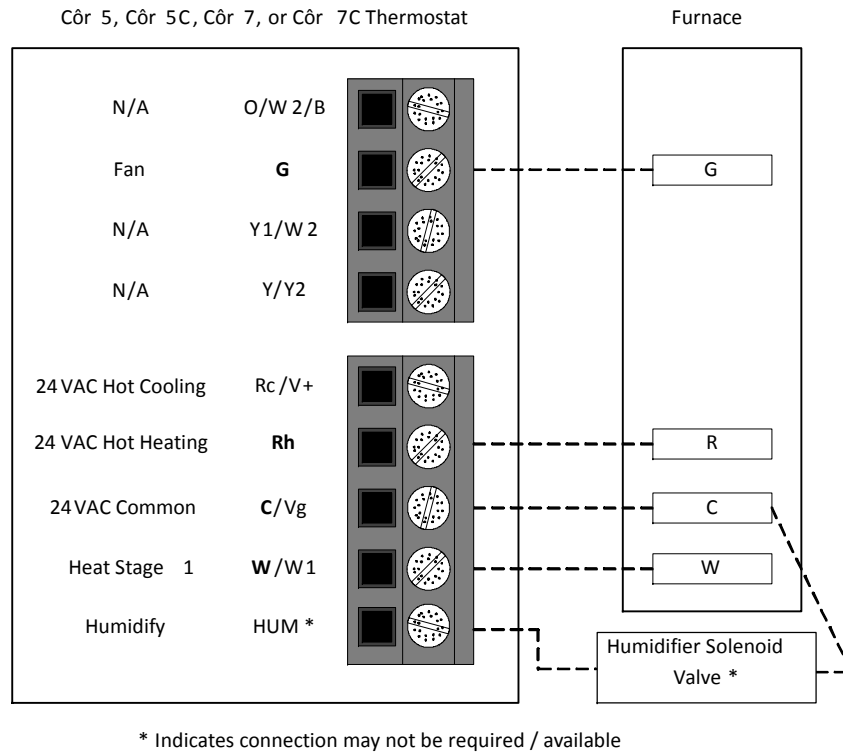 Côr 5, Côr 5C, Côr 7, or Côr 7C Thermostat Furnace
N/A O/W2/B
Fan G G
N/A Y1/W2
N/A Y/Y2
24 VAC Hot Cooling Rc/V+
24 VAC Hot Heating Rh R
24 VAC Common C/Vg C
Heat Stage 1 W/W1 W
Humidify HUM *
Humidifier Solenoid
Valve *
* Indicates connection may not be required / available